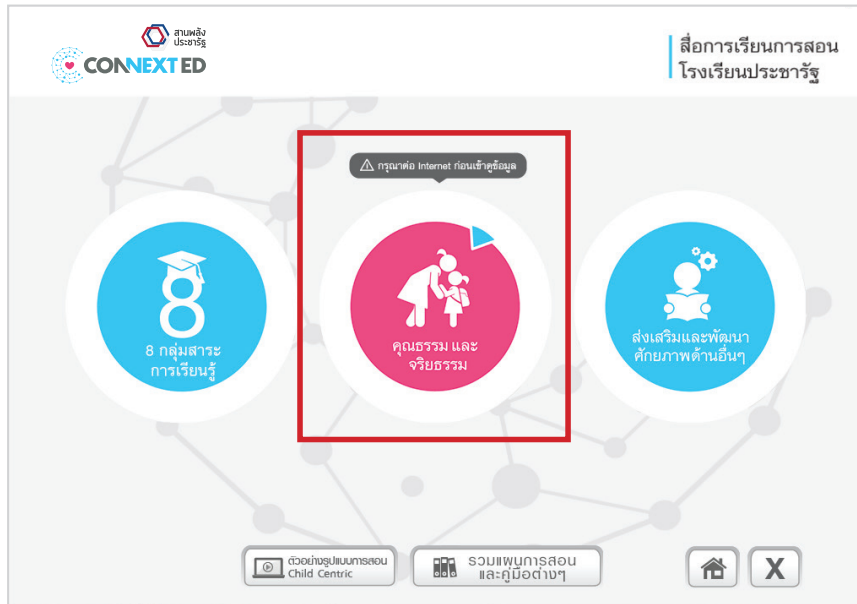 สานพลัง
ประชารัฐ
CONNEXT ED
สื่อการเรียนการสอน
โรงเรียนประชารัฐ
กรุณาต่อ Internet ก่อนเข้าดูข้อมูล
8
8 กลุ่มสาระ
การเรียนรู้
คุณธรรม และ
จริยธรรม
ส่งเสริมและพัฒนา
ศักยภาพด้านอื่นๆ
ตัวอย่างรูปแบบการสอน
Child Centric
รวมแผนการสอน
และคู่มือต่างๆ
X